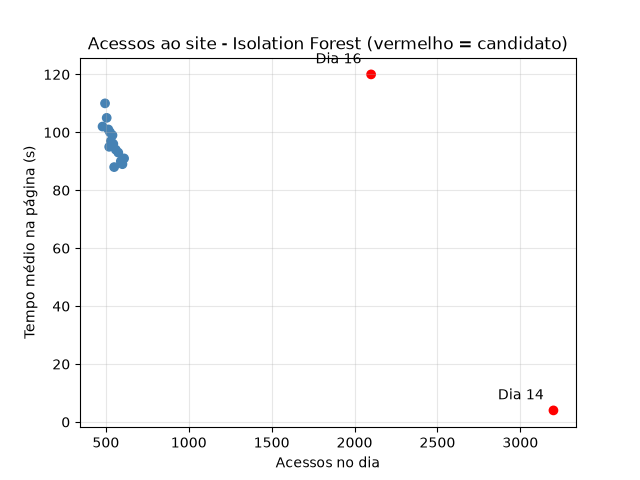 Acessos ao site - Isolation Forest (vermelho = candidato)
Dia 16
120
100
80
60
40
20
0
Tempo médio na página (s)
Dia 14
500 1000 1500 2000 2500 3000
Acessos no dia